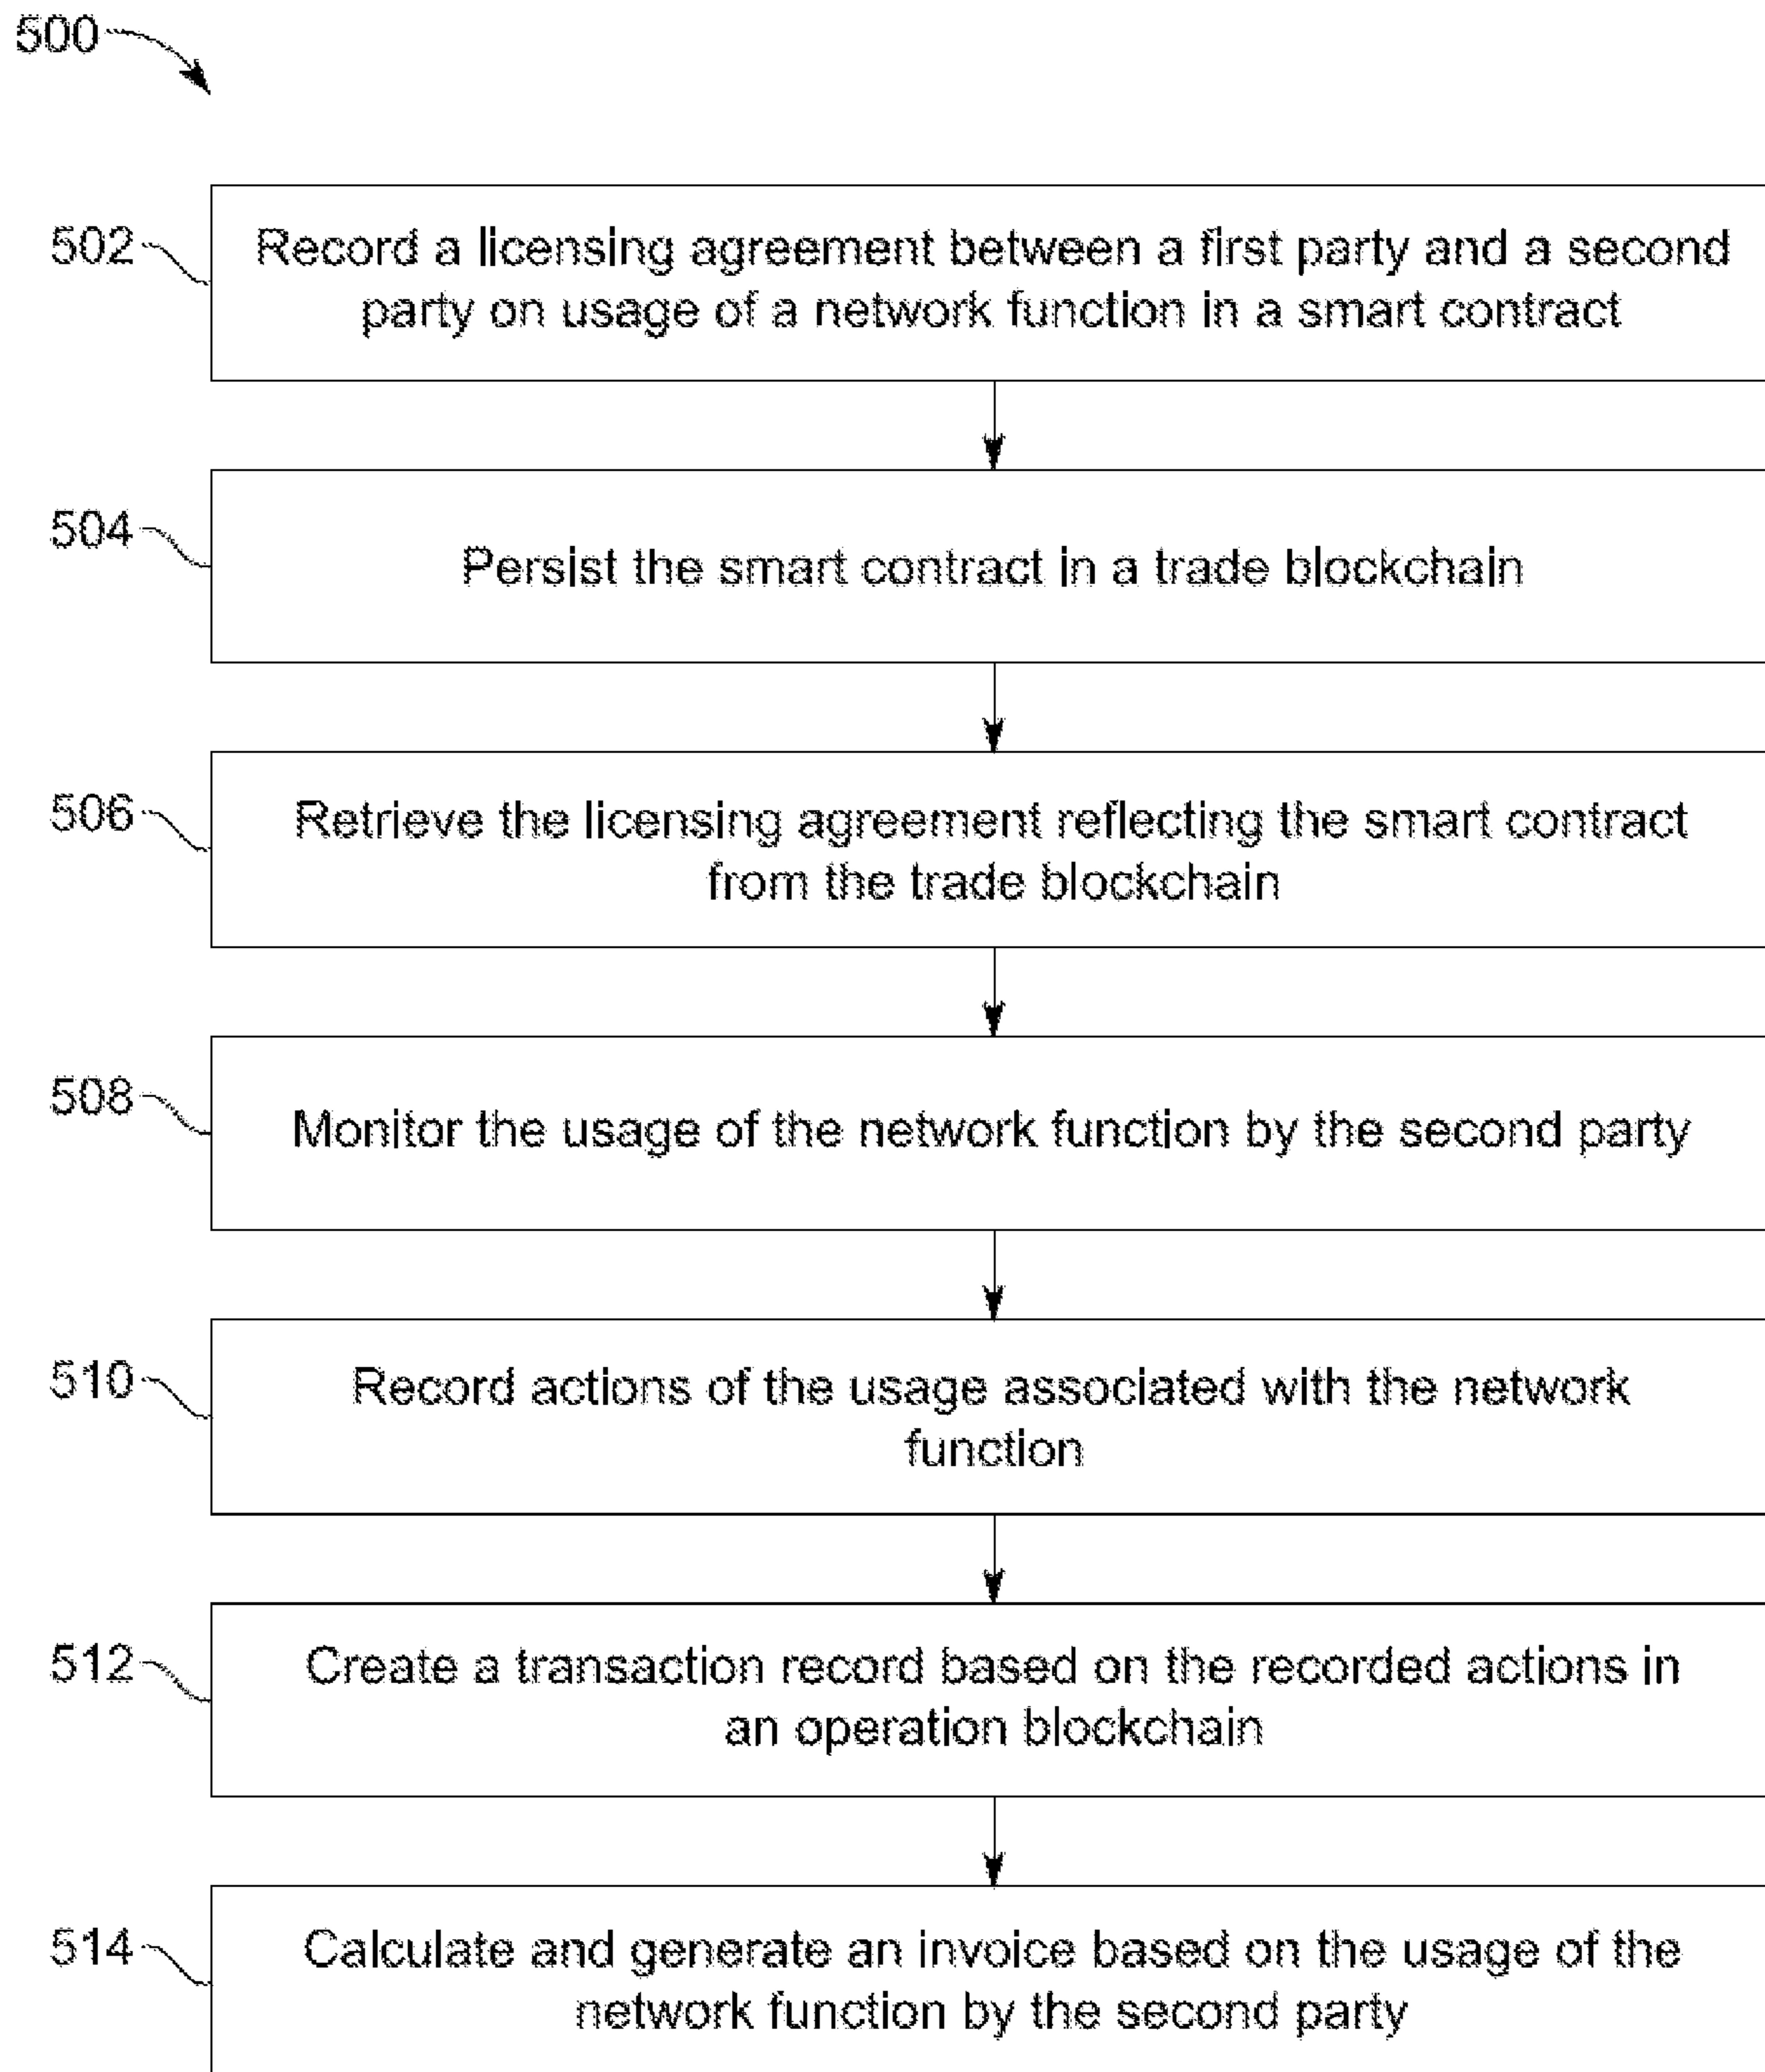 500
502
Record a licensing agreement between a first party and a second
party on usage of a network function in a smart contract
504
Persist the smart contract in a trade blockchain
506
Retrieve the licensing agreement reflecting the smart contract
from the trade blockchain
508
Monitor the usage of the network function by the second party
510
Record actions of the usage associated with the network
function
512
Create a transaction record based on the recorded actions in
an operation blockchain
514
Calculate and generate an invoice based on the usage of the
network function by the second party